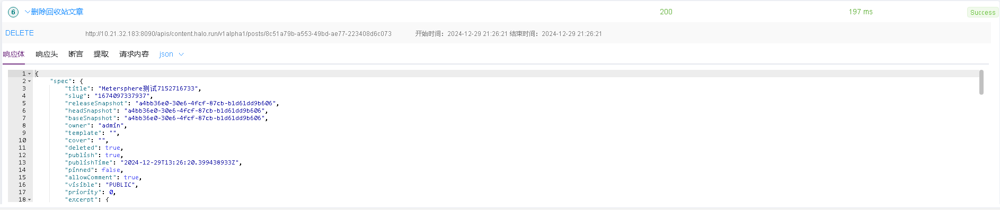 6 删除回收站文章 200 197 ms Success
DELETE http://10.21.32.183:8090/apis/content.halo.run/v1alpha1/posts/8c51a79b-a553-49bd-ae77-223408d6c073 开始时间：2024-12-29 21:26:21 结束时间：2024-12-29 21:26:21
响应体 响应头 断言 提取 请求内容 json
1 {
2 "spec": {
3 "title": "Metersphere测试7152716733",
4 "slug": "1674097337937",
5 "releaseSnapshot": "a4bb36e0-30e6-4fcf-87cb-b1d61dd9b606",
6 "headSnapshot": "a4bb36e0-30e6-4fcf-87cb-b1d61dd9b606",
7 "baseSnapshot": "a4bb36e0-30e6-4fcf-87cb-b1d61dd9b606",
8 "owner": "admin",
9 "template": "",
10 "cover": "",
11 "deleted": true,
12 "publish": true,
13 "publishTime": "2024-12-29T13:26:20.399438933Z",
14 "pinned": false,
15 "allowComment": true,
16 "visible": "PUBLIC",
17 "priority": 0,
18 "excerpt": {